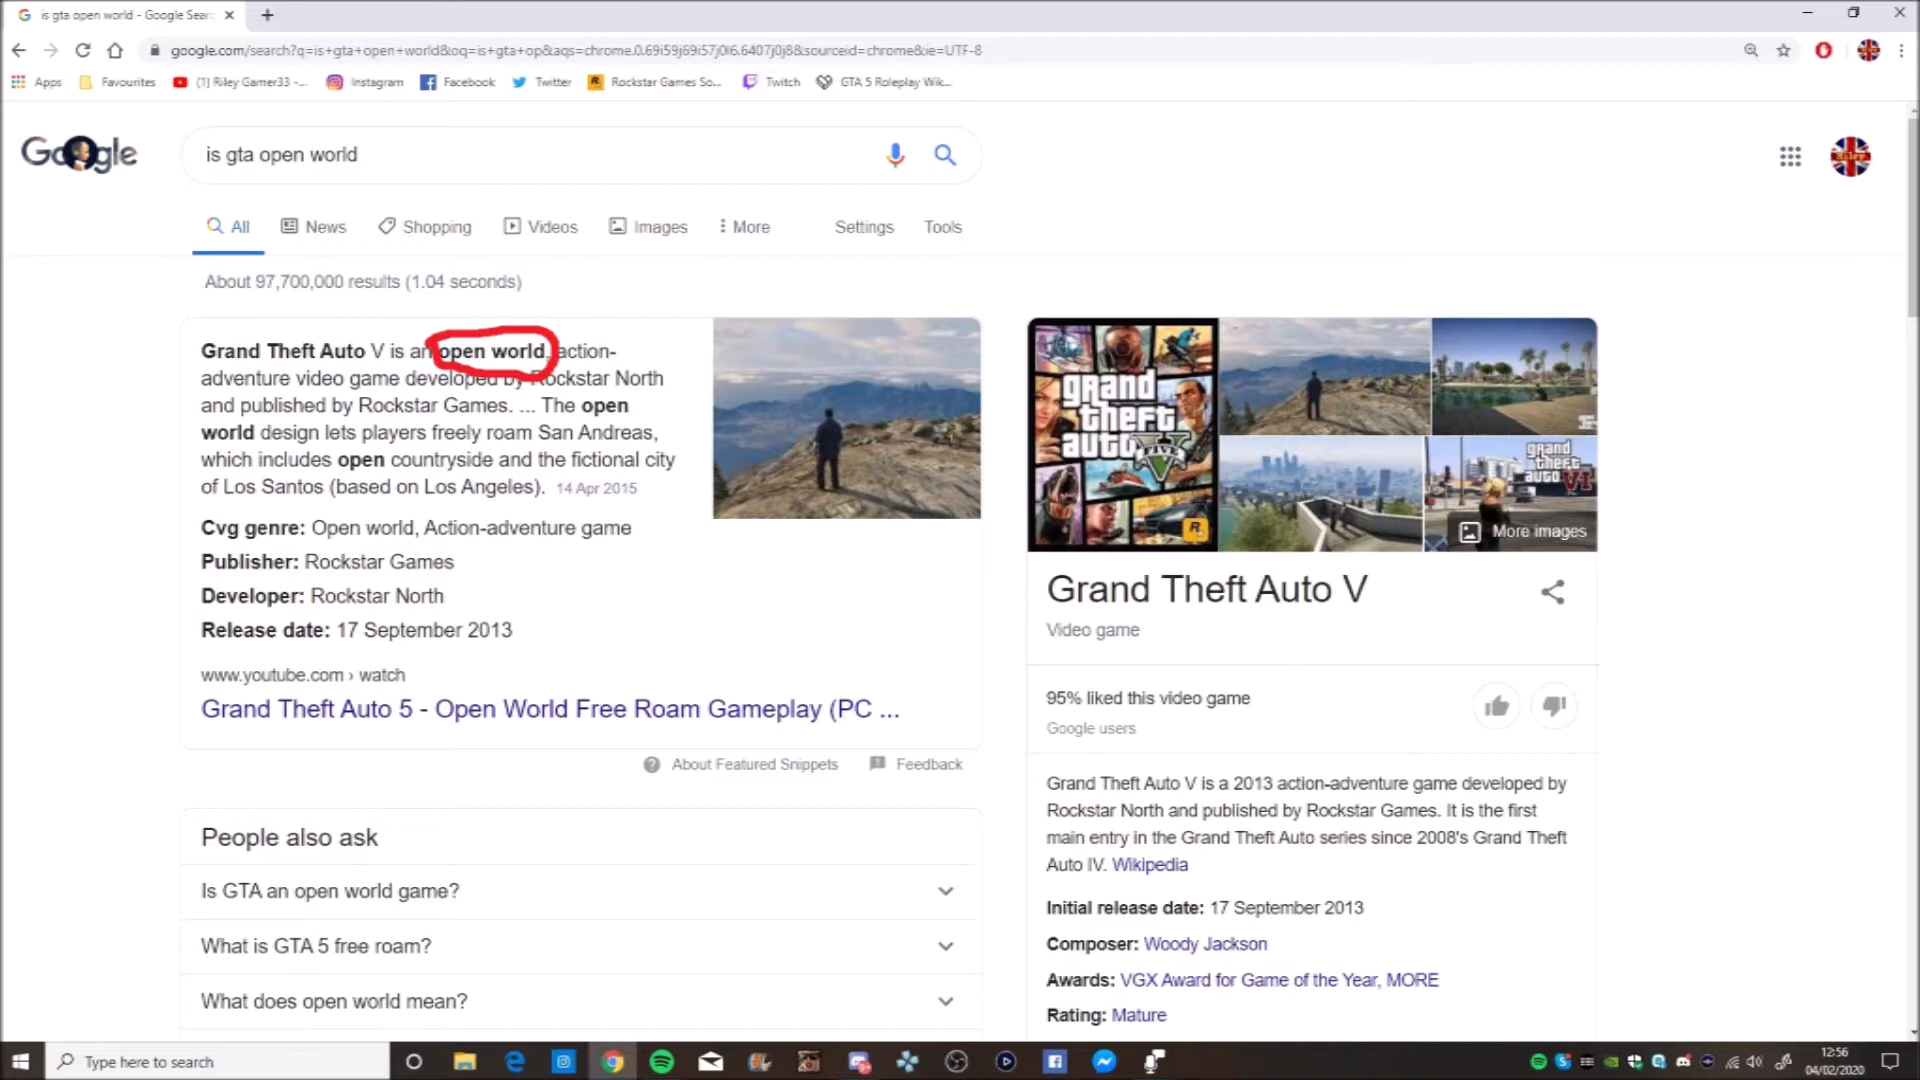 is gta open world - Google Sear
google.com/search?q=is+gta+open+world&oq=is+gta+op&aqs=chrome.0.69i59j69i57j0l6.6407j0j8&sourceid=chrome&ie=UTF-8
Apps Favourites (1) Riley Gamer33 -... Instagram Facebook Twitter Rockstar Games So... Twitch GTA 5 Roleplay Wik...
Google
is gta open world
Riley
All News Shopping Videos Images More Settings Tools
About 97,700,000 results (1.04 seconds)
Grand Theft Auto V is an open world, action-
adventure video game developed by Rockstar North
and published by Rockstar Games. ... The open
world design lets players freely roam San Andreas,
which includes open countryside and the fictional city
of Los Santos (based on Los Angeles). 14 Apr 2015
Cvg genre: Open world, Action-adventure game
Publisher: Rockstar Games
Developer: Rockstar North
Release date: 17 September 2013
www.youtube.com › watch
Grand Theft Auto 5 - Open World Free Roam Gameplay (PC ...
About Featured Snippets Feedback
People also ask
Is GTA an open world game?
What is GTA 5 free roam?
What does open world mean?
grand
theft
auto V
FIVE
R
grand
theft
auto VI
More images
Grand Theft Auto V
Video game
95% liked this video game
Google users
Grand Theft Auto V is a 2013 action-adventure game developed by
Rockstar North and published by Rockstar Games. It is the first
main entry in the Grand Theft Auto series since 2008's Grand Theft
Auto IV. Wikipedia
Initial release date: 17 September 2013
Composer: Woody Jackson
Awards: VGX Award for Game of the Year, MORE
Rating: Mature
Type here to search
12:56
04/02/2020